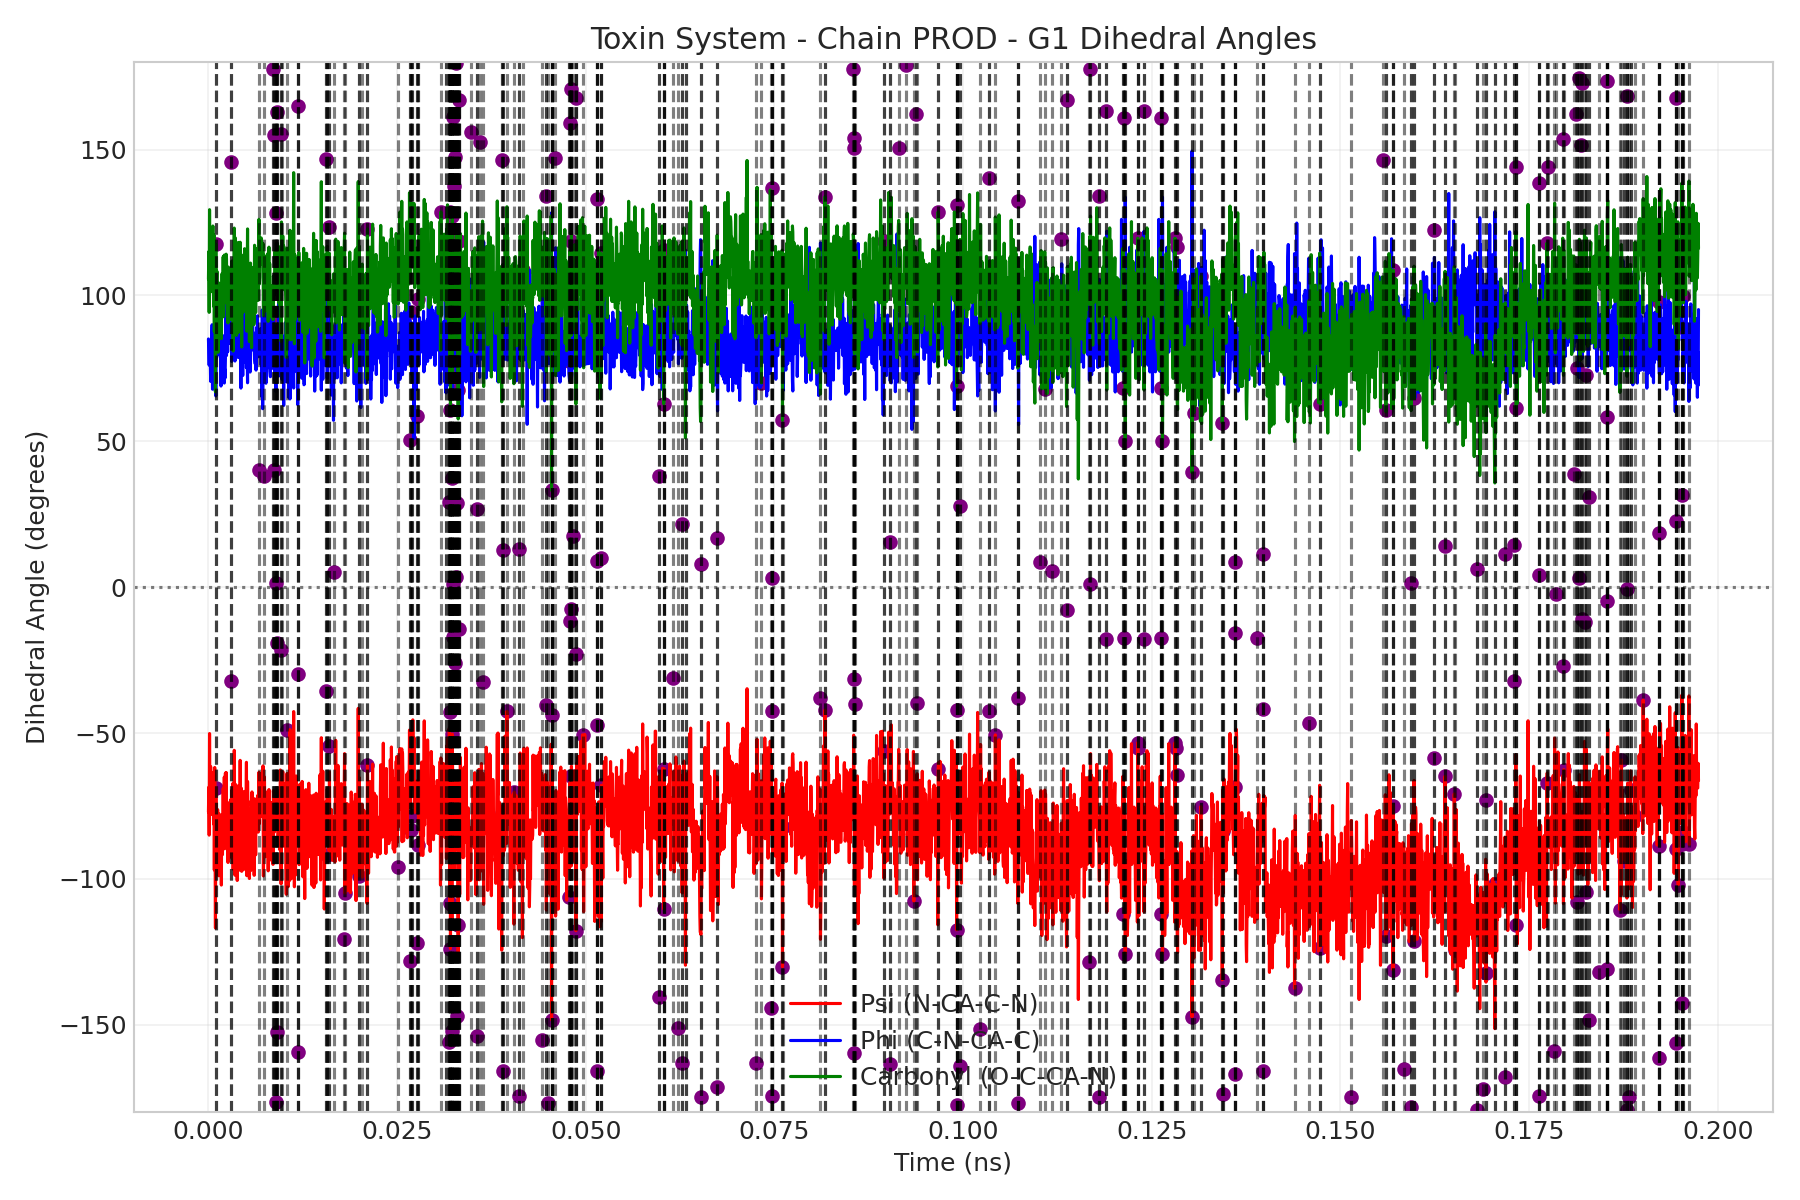 Toxin System - Chain PROD - G1 Dihedral Angles
Dihedral Angle (degrees)
150
100
50
0
−50
−100
−150
Psi (N-CA-C-N)
Phi (C-N-CA-C)
Carbonyl (O-C-CA-N)
0.000 0.025 0.050 0.075 0.100 0.125 0.150 0.175 0.200
Time (ns)